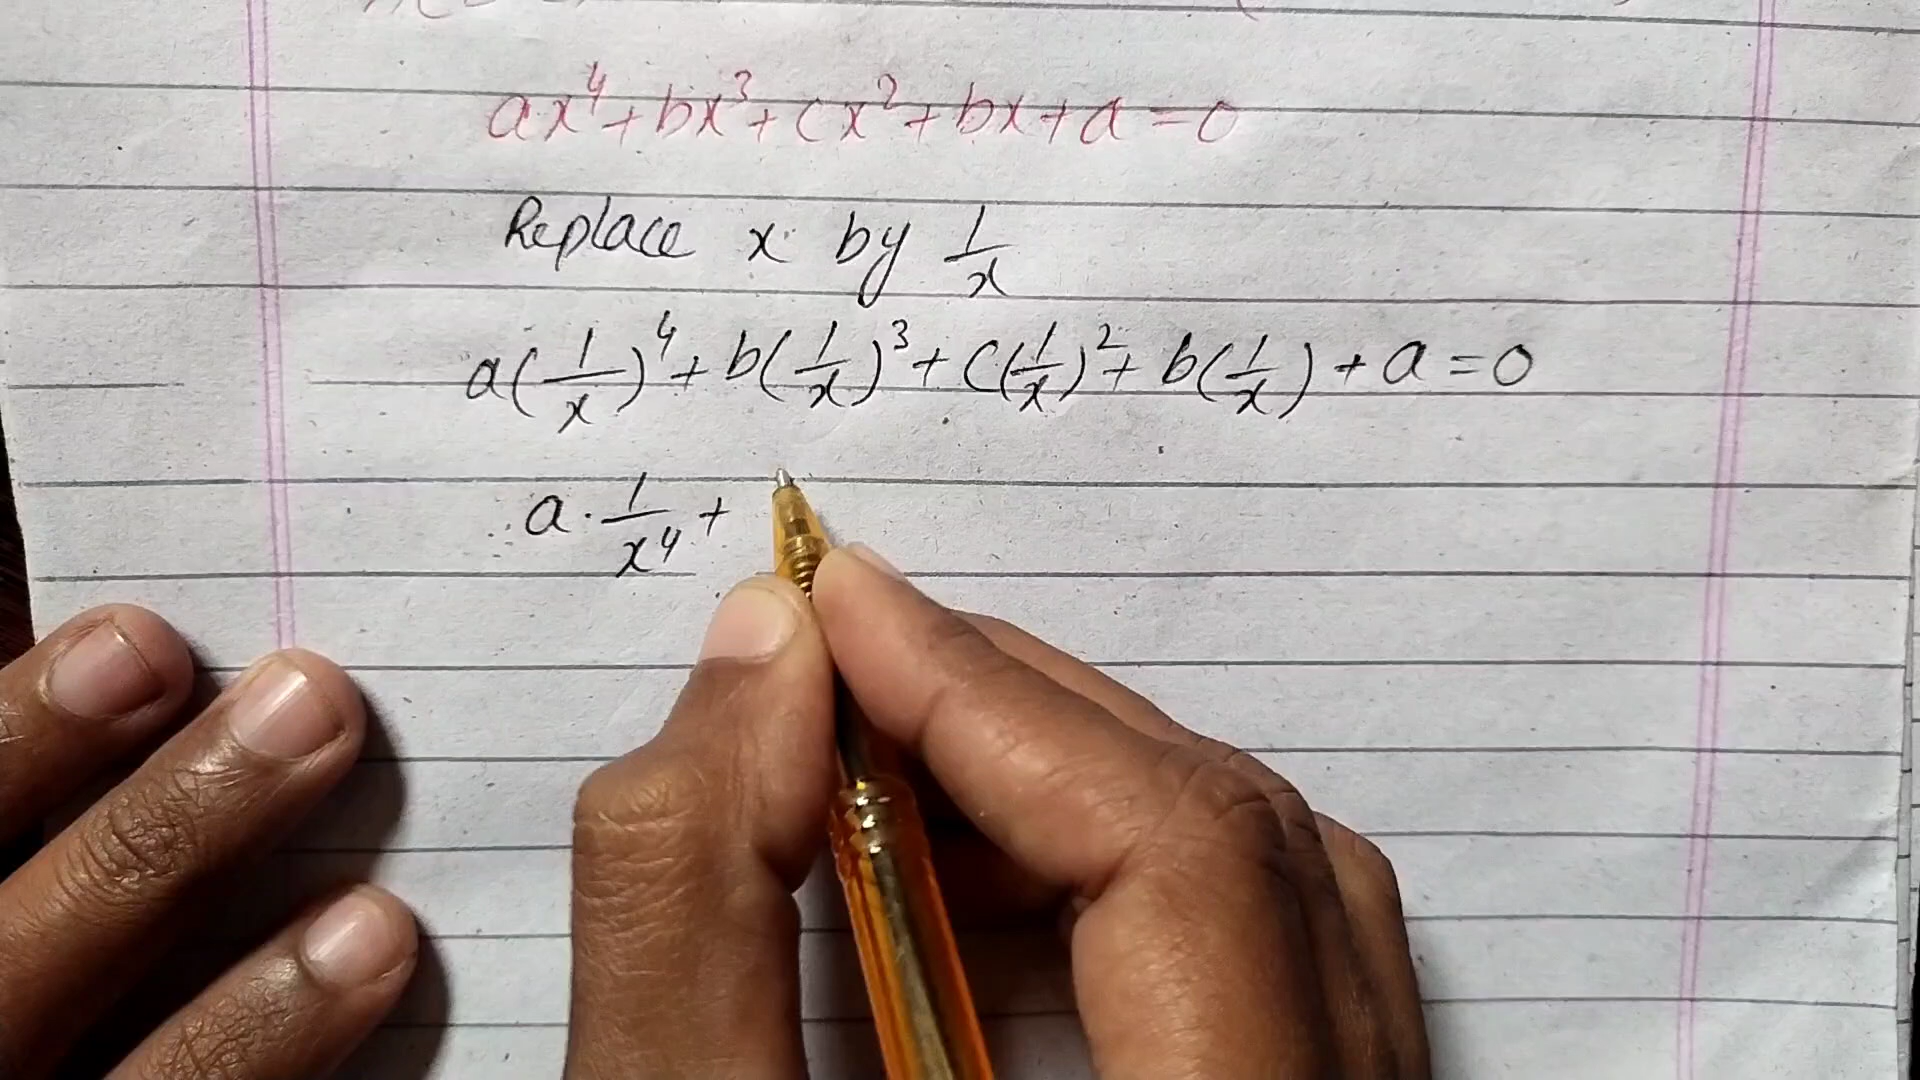 ax⁴+bx³+cx²+bx+a=0
Replace x by 1/x
a(1/x)⁴+b(1/x)³+c(1/x)²+b(1/x)+a=0
a·1/x⁴+